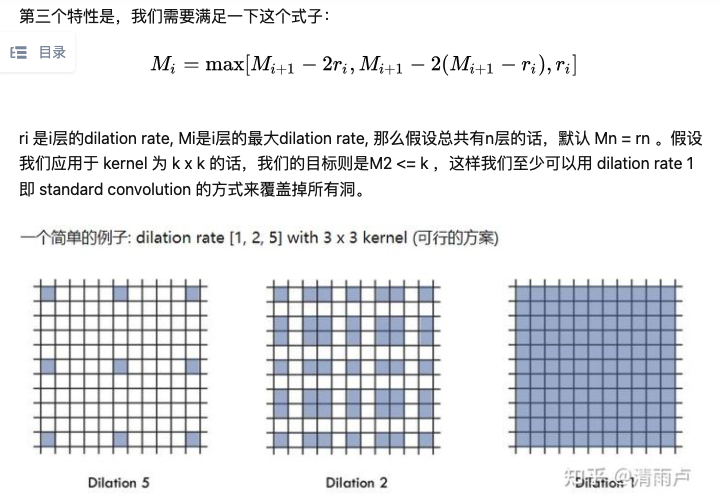 第三个特性是，我们需要满足一下这个式子：
目录
M_i = max[M_{i+1} − 2r_i, M_{i+1} − 2(M_{i+1} − r_i), r_i]
ri 是i层的dilation rate, Mi是i层的最大dilation rate, 那么假设总共有n层的话，默认 Mn = rn 。假设
我们应用于 kernel 为 k x k 的话，我们的目标则是M2 <= k ，这样我们至少可以用 dilation rate 1
即 standard convolution 的方式来覆盖掉所有洞。
一个简单的例子: dilation rate [1, 2, 5] with 3 x 3 kernel (可行的方案)
Dilation 5
Dilation 2
Dilation 1
知乎 @清雨卢